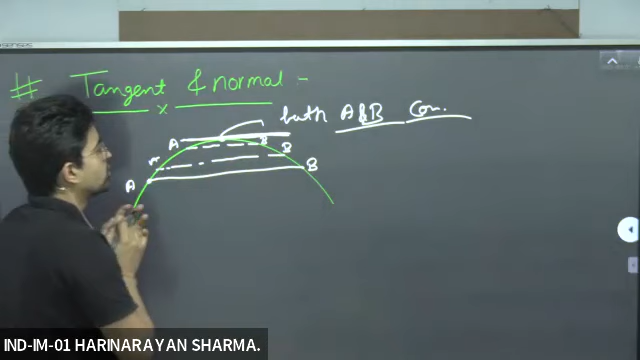 # Tangent & normal :-
both A & B Con.
A B
A B
A B
IND-IM-01 HARINARAYAN SHARMA.